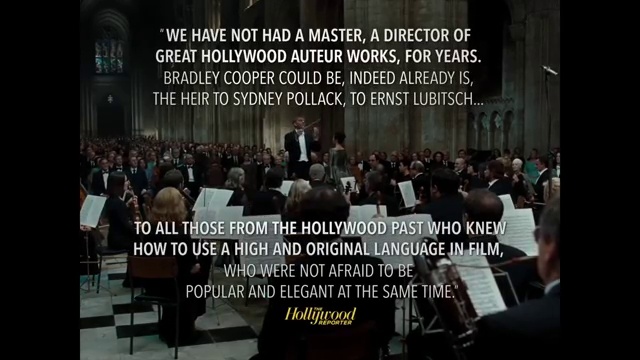 "WE HAVE NOT HAD A MASTER, A DIRECTOR OF
GREAT HOLLYWOOD AUTEUR WORKS, FOR YEARS.
BRADLEY COOPER COULD BE, INDEED ALREADY IS,
THE HEIR TO SYDNEY POLLACK, TO ERNST LUBITSCH...
TO ALL THOSE FROM THE HOLLYWOOD PAST WHO KNEW
HOW TO USE A HIGH AND ORIGINAL LANGUAGE IN FILM,
WHO WERE NOT AFRAID TO BE
POPULAR AND ELEGANT AT THE SAME TIME."
THE
Hollywood
REPORTER